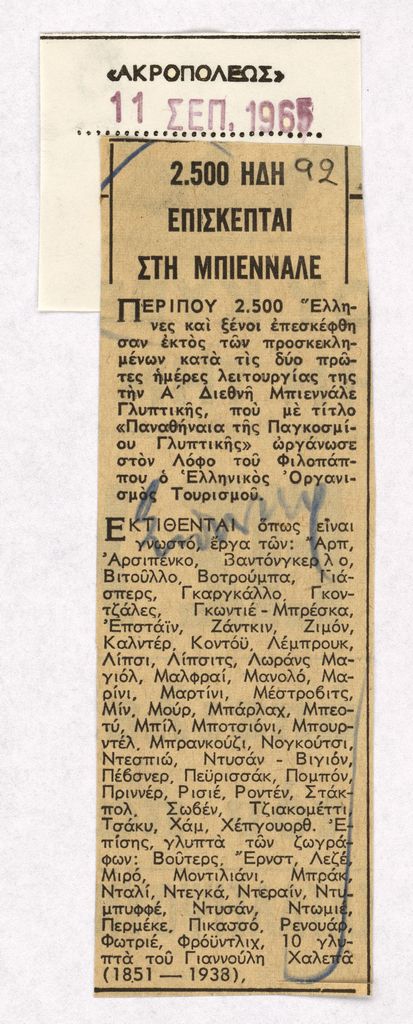 «ΑΚΡΟΠΟΛΕΩΣ»
11 ΣΕΠ. 1965
92
2.500 ΗΔΗ
ΕΠΙΣΚΕΠΤΑΙ
ΣΤΗ ΜΠΙΕΝΝΑΛΕ
ΠΕΡΙΠΟΥ 2.500 Ἕλλη-
νες καὶ ξένοι ἐπεσκέφθη
σαν ἐκτὸς τῶν προσκεκλη-
μένων κατὰ τὶς δύο πρῶ-
τες ἡμέρες λειτουργίας της
τὴν Α΄ Διεθνῆ Μπιεννάλε
Γλυπτικῆς, ποὺ μὲ τίτλο
«Παναθήναια τῆς Παγκοσμί-
ου Γλυπτικῆς» ὠργάνωσε
στὸν Λόφο τοῦ Φιλοπάπ-
που ὁ Ἑλληνικὸς Ὀργανι-
σμὸς Τουρισμοῦ.
ΕΚΤΙΘΕΝΤΑΙ ὅπως εἶναι
γνωστό, ἔργα τῶν: Ἄρπ,
Ἀρσιπένκο, Βαντόνγκερλο,
Βιτοῦλλο, Βοτρούμπα, Γιά-
σπερς, Γκαργκάλλο, Γκον-
τζάλες, Γκωντιέ - Μπρέσκα,
Ἐπστάϊν, Ζάντκιν, Ζιμόν,
Καλντέρ, Κοντόϋ, Λέμπρουκ,
Λίπσι, Λίπσιτς, Λωράνς Μα-
γιόλ, Μαλφραί, Μανολό, Μα-
ρίνι, Μαρτίνι, Μέστροβιτς,
Μίν, Μούρ, Μπάρλαχ, Μπεο-
τύ, Μπίλ, Μποτσιόνι, Μπουρ-
ντέλ, Μπρανκούζι, Νογκούτσι,
Ντεσπιώ, Ντυσάν - Βιγιόν,
Πέβσνερ, Πεϋρισσάκ, Πομπόν,
Πριννέρ, Ρισιέ, Ροντέν, Στάκ-
πολ, Σωβέν, Τζιακομέττι,
Τσάκυ, Χάμ, Χέπγουορθ. Ἐ-
πίσης, γλυπτὰ τῶν ζωγρά-
φων: Βοῦτερς, Ἔρνστ, Λεζέ,
Μιρό, Μοντιλιάνι, Μπράκ,
Νταλί, Ντεγκά, Ντεραίν, Ντυ-
μπυφφέ, Ντυσάν, Ντωμιέ,
Περμέκε, Πικασσό, Ρενουάρ,
Φωτριέ, Φρόϋντλιχ, 10 γλυ-
πτὰ τοῦ Γιαννούλη Χαλεπᾶ
(1851 — 1938),